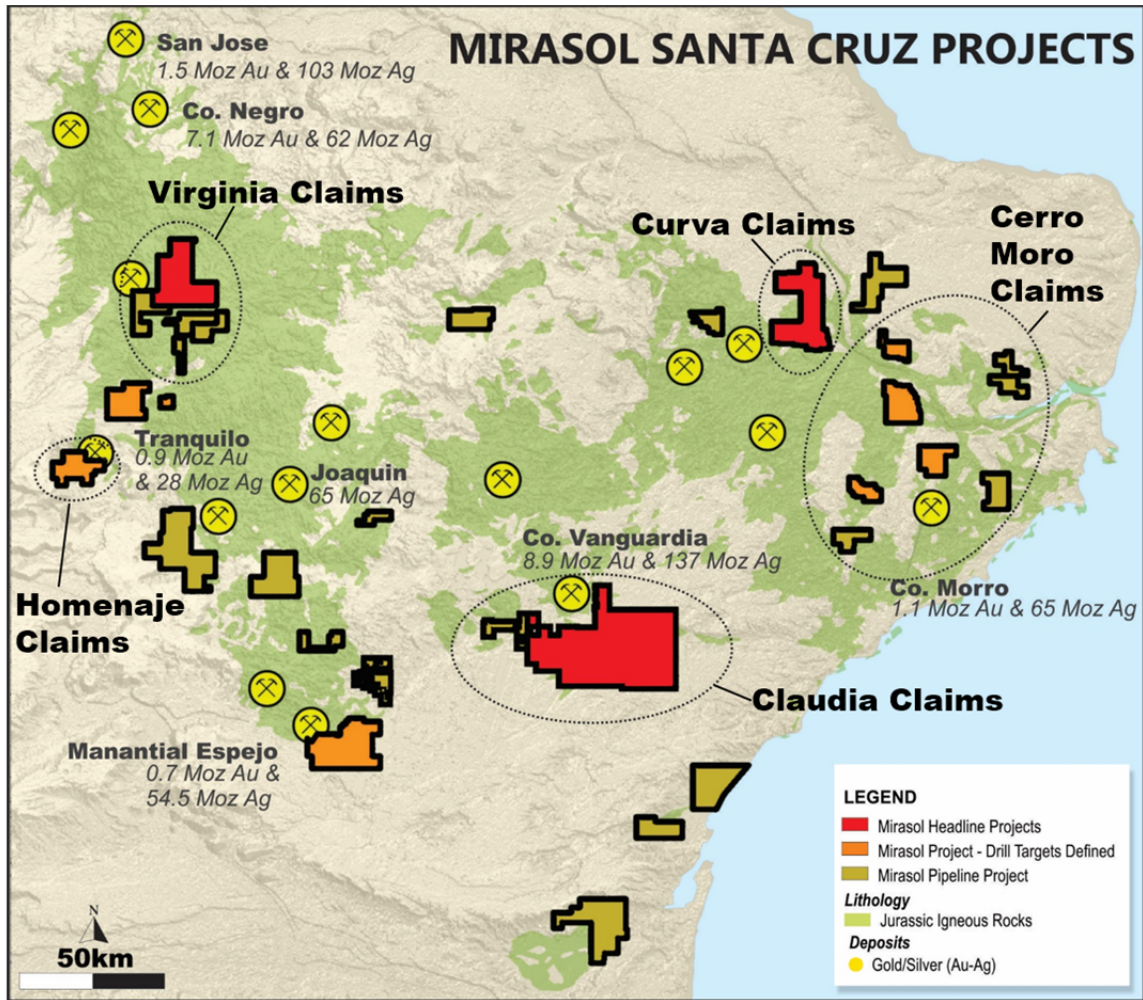 MIRASOL SANTA CRUZ PROJECTS
San Jose
1.5 Moz Au & 103 Moz Ag
Co. Negro
7.1 Moz Au & 62 Moz Ag
Virginia Claims
Curva Claims
Cerro
Moro
Claims
Tranquilo
0.9 Moz Au
& 28 Moz Ag
Joaquin
65 Moz Ag
Co. Vanguardia
8.9 Moz Au & 137 Moz Ag
Co. Morro
1.1 Moz Au & 65 Moz Ag
Homenaje
Claims
Claudia Claims
Manantial Espejo
0.7 Moz Au &
54.5 Moz Ag
LEGEND
Mirasol Headline Projects
Mirasol Project - Drill Targets Defined
Mirasol Pipeline Project
Lithology
Jurassic Igneous Rocks
Deposits
Gold/Silver (Au-Ag)
N
50km